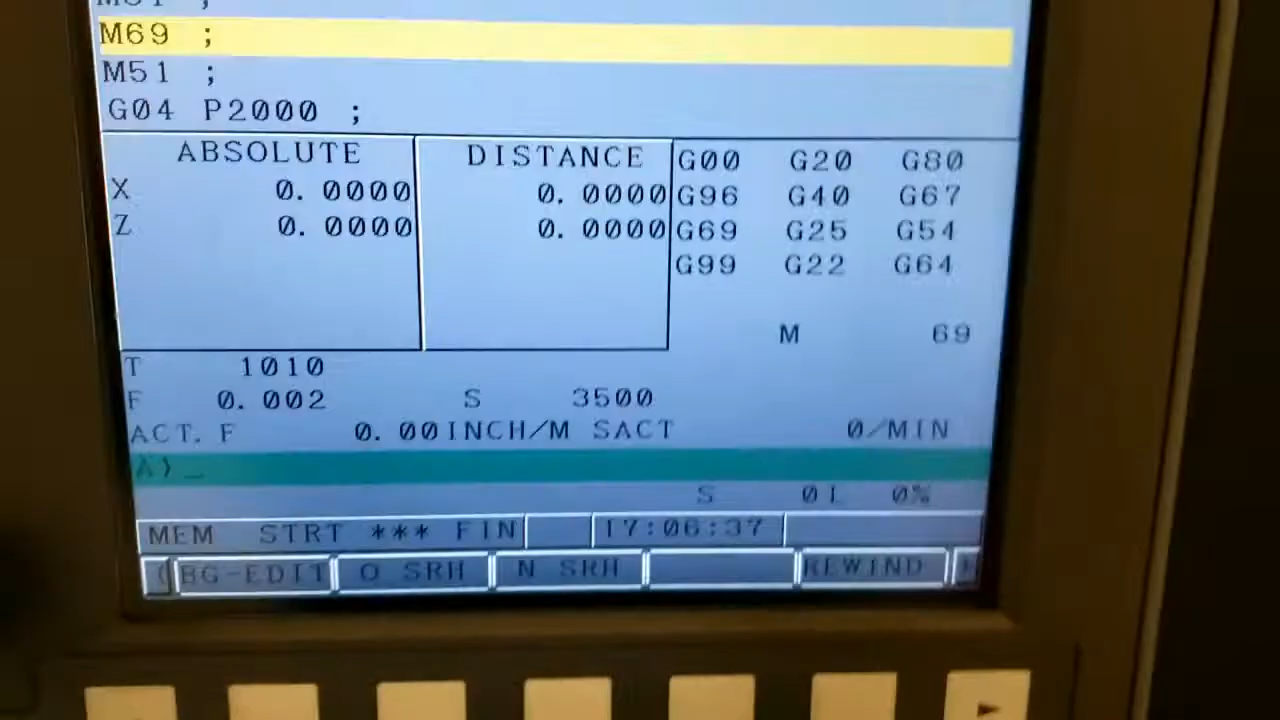 M69 ;
M51 ;
G04 P2000 ;
ABSOLUTE DISTANCE G00 G20 G80
X 0. 0000 0. 0000 G96 G40 G67
Z 0. 0000 0. 0000 G69 G25 G54
G99 G22 G64
M 69
T 1010
F 0. 002 S 3500
ACT. F 0. 00INCH/M SACT 0/MIN
A)_
S 0L 0%
MEM STRT *** FIN 17:06:37
(BG-EDIT O SRH N SRH REWIND